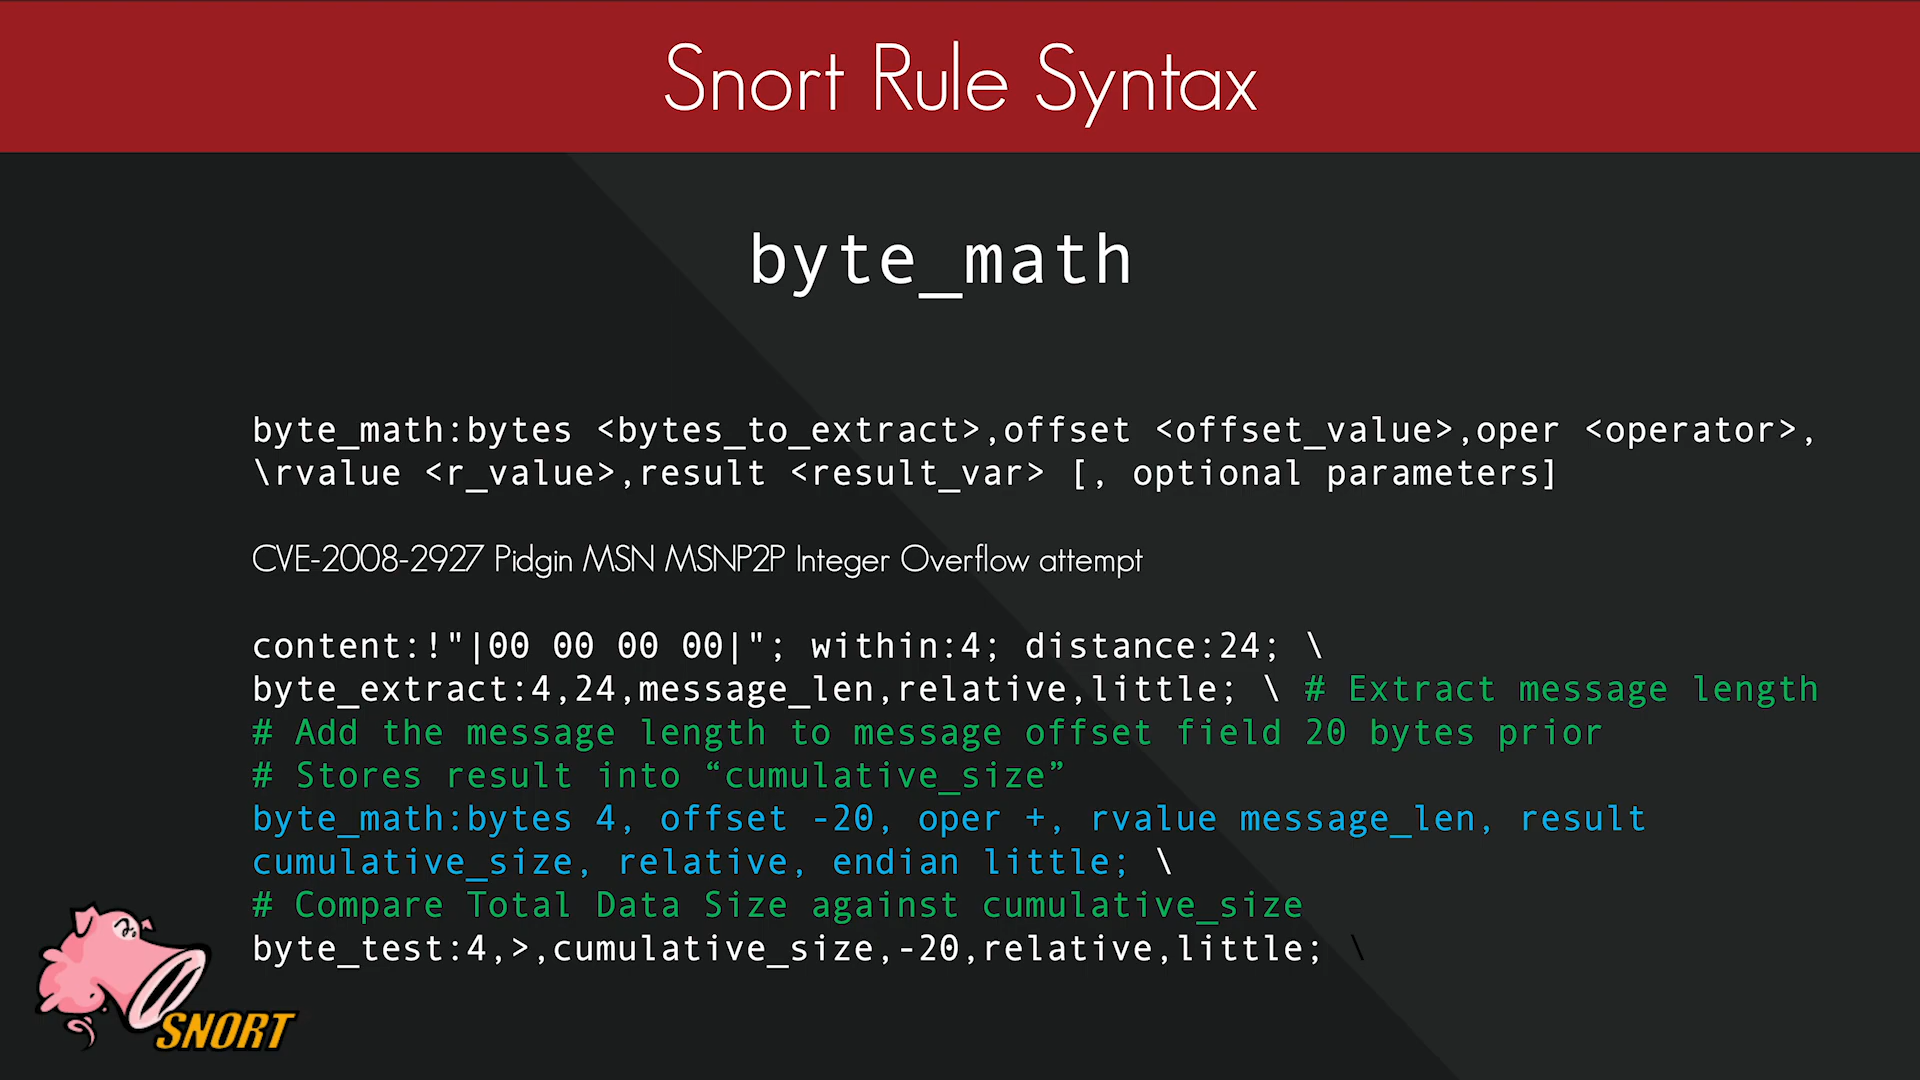 Snort Rule Syntax
byte_math
byte_math:bytes <bytes_to_extract>,offset <offset_value>,oper <operator>,
\rvalue <r_value>,result <result_var> [, optional parameters]
CVE-2008-2927 Pidgin MSN MSNP2P Integer Overflow attempt
content:!"|00 00 00 00|"; within:4; distance:24; \
byte_extract:4,24,message_len,relative,little; \ # Extract message length
# Add the message length to message offset field 20 bytes prior
# Stores result into “cumulative_size”
byte_math:bytes 4, offset -20, oper +, rvalue message_len, result
cumulative_size, relative, endian little; \
# Compare Total Data Size against cumulative_size
byte_test:4,>,cumulative_size,-20,relative,little; \
SNORT